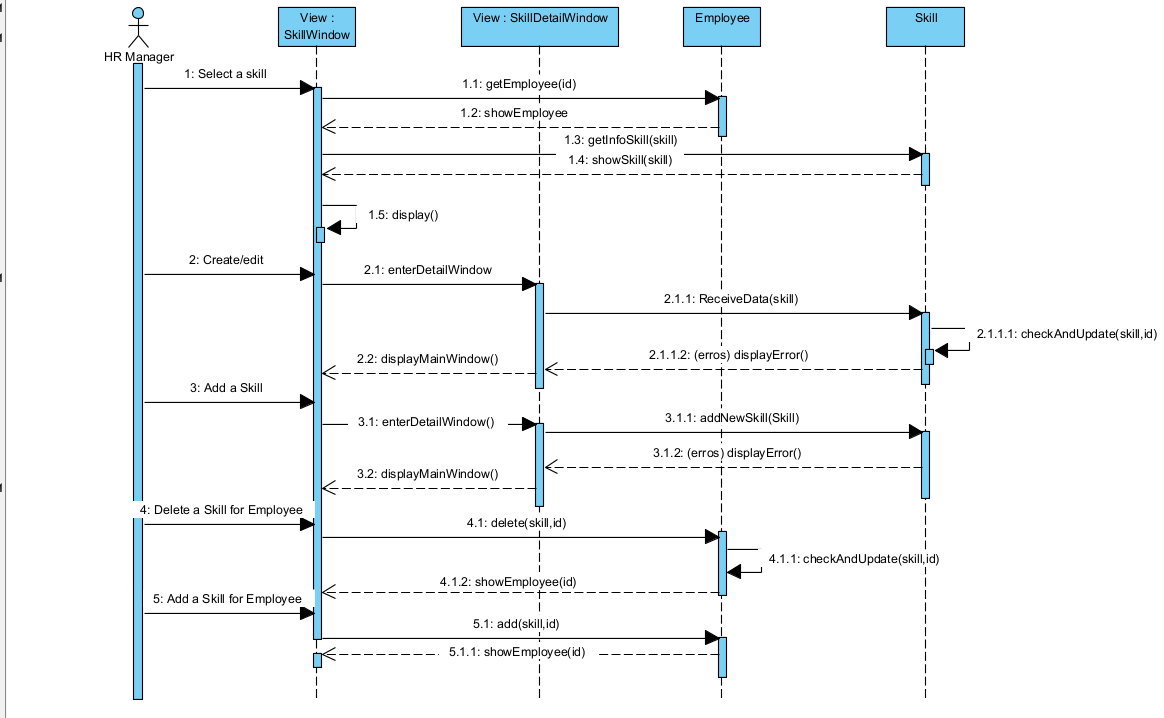 View :
SkillWindow
View : SkillDetailWindow
Employee
Skill
HR Manager
1: Select a skill
1.1: getEmployee(id)
1.2: showEmployee
1.3: getInfoSkill(skill)
1.4: showSkill(skill)
1.5: display()
2: Create/edit
2.1: enterDetailWindow
2.1.1: ReceiveData(skill)
2.1.1.1: checkAndUpdate(skill,id)
2.1.1.2: (erros) displayError()
2.2: displayMainWindow()
3: Add a Skill
3.1: enterDetailWindow()
3.1.1: addNewSkill(Skill)
3.1.2: (erros) displayError()
3.2: displayMainWindow()
4: Delete a Skill for Employee
4.1: delete(skill,id)
4.1.1: checkAndUpdate(skill,id)
4.1.2: showEmployee(id)
5: Add a Skill for Employee
5.1: add(skill,id)
5.1.1: showEmployee(id)